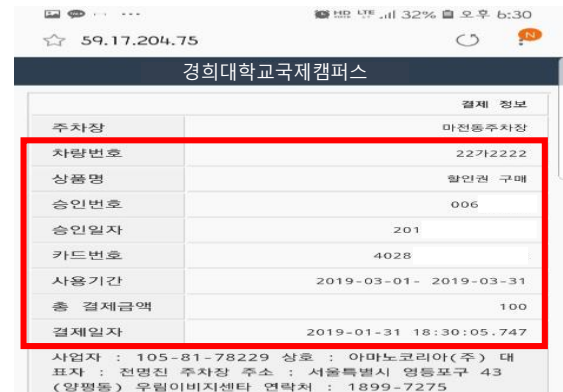 HD LTE 32% 오후 6:30
59.17.204.75
N
경희대학교국제캠퍼스
결제 정보
주차장 마전동주차장
차량번호 22가2222
상품명 할인권 구매
승인번호 006
승인일자 201
카드번호 4028
사용기간 2019-03-01- 2019-03-31
총 결제금액 100
결제일자 2019-01-31 18:30:05.747
사업자 : 105-81-78229 상호 : 아마노코리아(주) 대
표자 : 전명진 주차장 주소 : 서울특별시 영등포구 43
(양평동) 우림이비지센타 연락처 : 1899-7275